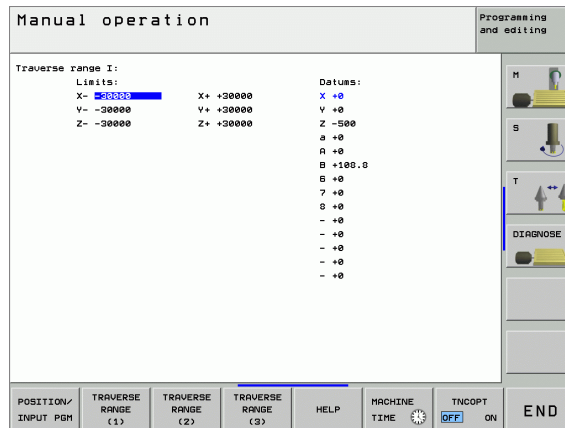 Manual operation
Programming
and editing
Traverse range I:
Limits:
Datums:
X- -30000 X+ +30000 X +0
Y- -30000 Y+ +30000 Y +0
Z- -30000 Z+ +30000 Z -500
a +0
A +0
B +108.8
6 +0
7 +0
8 +0
- +0
- +0
- +0
- +0
- +0
M
S
T
DIAGNOSE
POSITION/
INPUT PGM
TRAVERSE
RANGE
(1)
TRAVERSE
RANGE
(2)
TRAVERSE
RANGE
(3)
HELP
MACHINE
TIME
TNCOPT
OFF ON
END